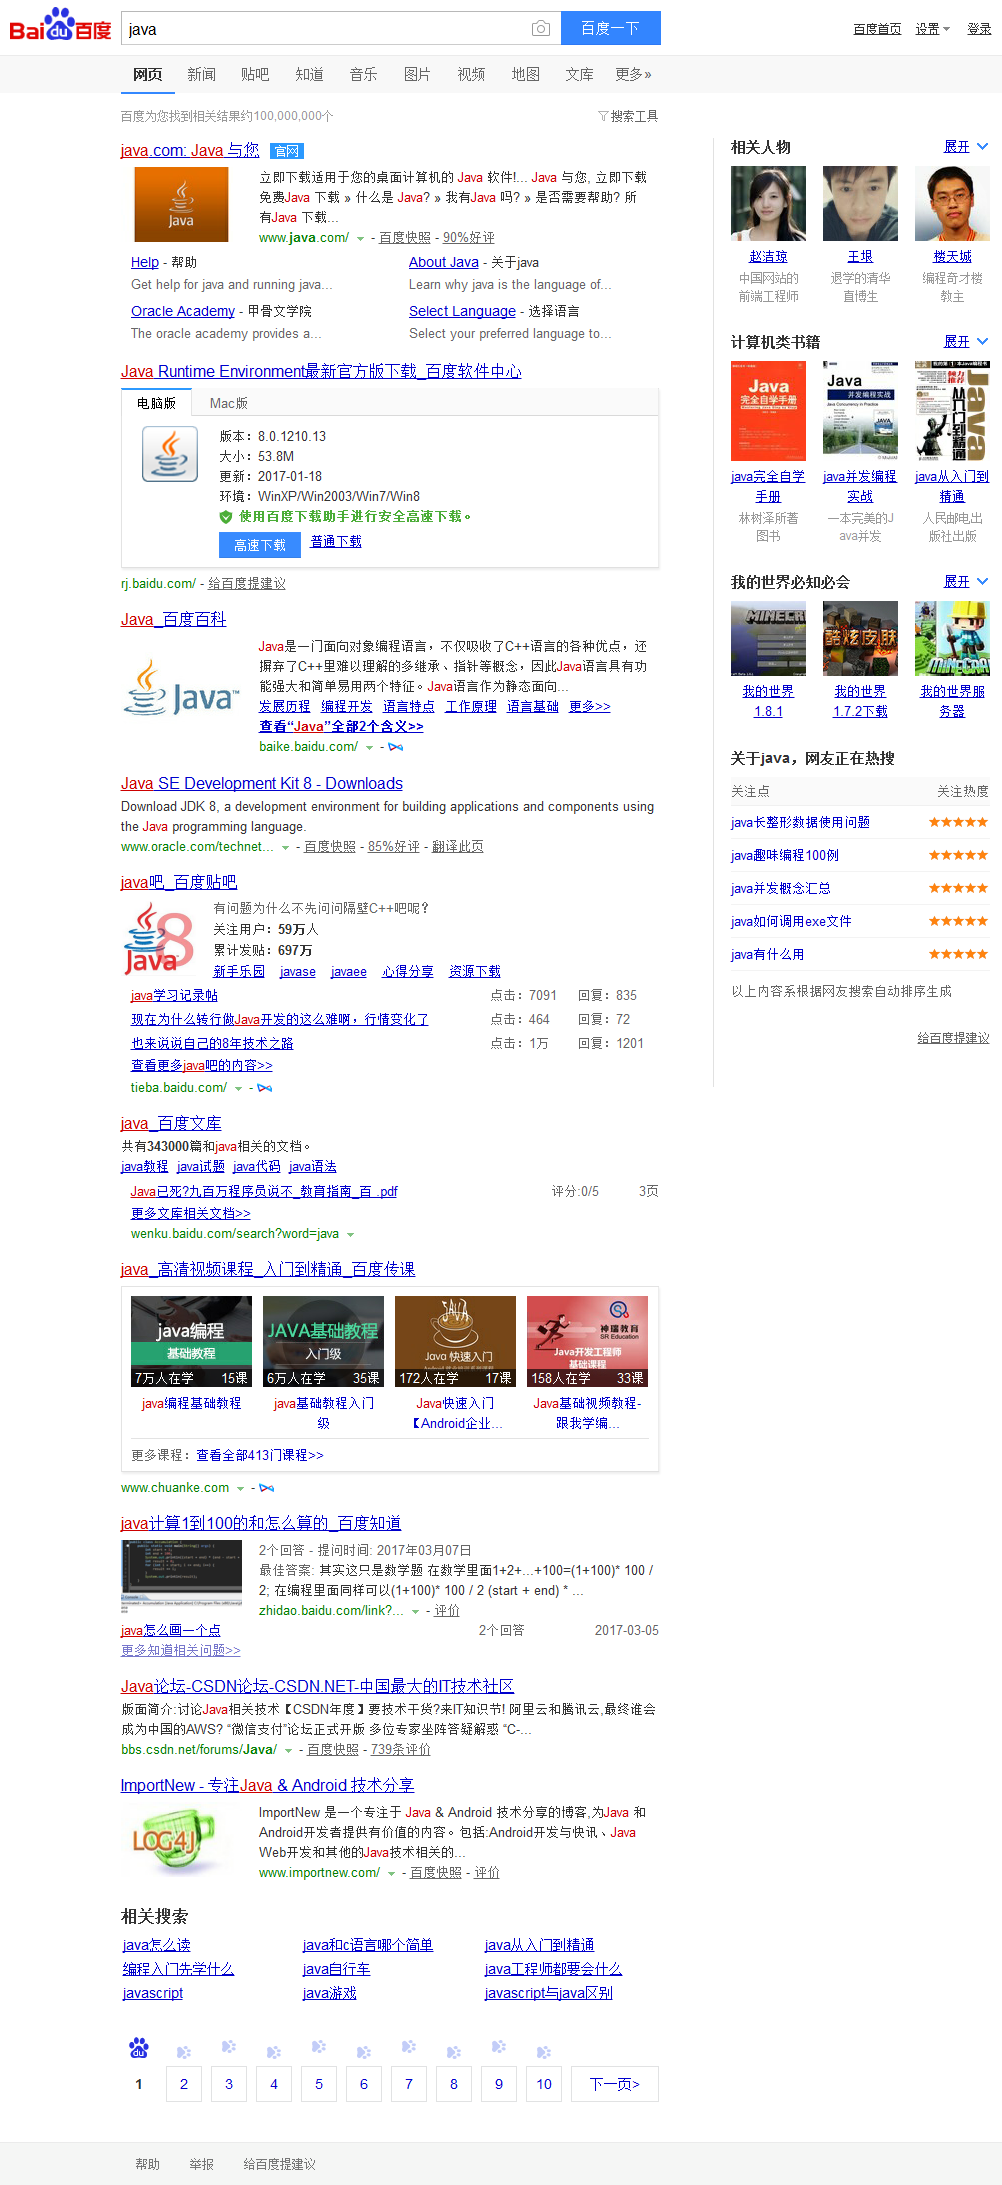 Bai du 百度 java 百度一下 百度首页 设置 登录
网页 新闻 贴吧 知道 音乐 图片 视频 地图 文库 更多»
百度为您找到相关结果约100,000,000个 搜索工具
java.com: Java 与您 官网
Java
立即下载适用于您的桌面计算机的 Java 软件!... Java 与您, 立即下载
免费Java 下载 » 什么是 Java? » 我有Java 吗? » 是否需要帮助? 所
有Java 下载...
www.java.com/ - 百度快照 - 90%好评
Help - 帮助 About Java - 关于java
Get help for java and running java... Learn why java is the language of...
Oracle Academy - 甲骨文学院 Select Language - 选择语言
The oracle academy provides a... Select your preferred language to...
Java Runtime Environment最新官方版下载_百度软件中心
电脑版 Mac版
版本：8.0.1210.13
大小：53.8M
更新：2017-01-18
环境：WinXP/Win2003/Win7/Win8
使用百度下载助手进行安全高速下载。
高速下载 普通下载
rj.baidu.com/ - 给百度提建议
Java_百度百科
Java™
Java是一门面向对象编程语言，不仅吸收了C++语言的各种优点，还
摒弃了C++里难以理解的多继承、指针等概念，因此Java语言具有功
能强大和简单易用两个特征。Java语言作为静态面向...
发展历程 编程开发 语言特点 工作原理 语言基础 更多>>
查看“Java”全部2个含义>>
baike.baidu.com/ -
Java SE Development Kit 8 - Downloads
Download JDK 8, a development environment for building applications and components using
the Java programming language.
www.oracle.com/technet... - 百度快照 - 85%好评 - 翻译此页
java吧_百度贴吧
8
Java
有问题为什么不先问问隔壁C++吧呢？
关注用户：59万人
累计发贴：697万
新手乐园 javase javaee 心得分享 资源下载
java学习记录帖 点击：7091 回复：835
现在为什么转行做Java开发的这么难啊，行情变化了 点击：464 回复：72
也来说说自己的8年技术之路 点击：1万 回复：1201
查看更多java吧的内容>>
tieba.baidu.com/ -
java_百度文库
共有343000篇和java相关的文档。
java教程 java试题 java代码 java语法
Java已死?九百万程序员说不_教育指南_百 .pdf 评分:0/5 3页
更多文库相关文档>>
wenku.baidu.com/search?word=java
java_高清视频课程_入门到精通_百度传课
java编程 基础教程 7万人在学 15课
JAVA基础教程 入门级 6万人在学 35课
JAVA Java 快速入门 172人在学 17课
神瑞教育 SR Education Java开发工程师 基础课程 158人在学 33课
java编程基础教程 java基础教程入门级 Java快速入门【Android企业... Java基础视频教程-跟我学编...
更多课程：查看全部413门课程>>
www.chuanke.com -
java计算1到100的和怎么算的_百度知道
2个回答 - 提问时间: 2017年03月07日
最佳答案: 其实这只是数学题 在数学里面1+2+...+100=(1+100)* 100 /
2; 在编程里面同样可以(1+100)* 100 / 2 (start + end) * ...
zhidao.baidu.com/link?... - 评价
java怎么画一个点 2个回答 2017-03-05
更多知道相关问题>>
Java论坛-CSDN论坛-CSDN.NET-中国最大的IT技术社区
版面简介:讨论Java相关技术【CSDN年度】要技术干货?来IT知识节! 阿里云和腾讯云,最终谁会
成为中国的AWS? “微信支付”论坛正式开版 多位专家坐阵答疑解惑 “C-...
bbs.csdn.net/forums/Java/ - 百度快照 - 739条评价
ImportNew - 专注Java & Android 技术分享
LOG4J
ImportNew 是一个专注于 Java & Android 技术分享的博客,为Java 和
Android开发者提供有价值的内容。包括:Android开发与快讯、Java
Web开发和其他的Java技术相关的...
www.importnew.com/ - 百度快照 - 评价
相关搜索
java怎么读 java和c语言哪个简单 java从入门到精通
编程入门先学什么 java自行车 java工程师都要会什么
javascript java游戏 javascript与java区别
du
1 2 3 4 5 6 7 8 9 10 下一页>
帮助 举报 给百度提建议
相关人物 展开
赵洁琼 王垠 楼天城
中国网站的前端工程师 退学的清华直博生 编程奇才楼教主
计算机类书籍 展开
Java 完全自学手册
Java 并发编程实战
Java 从入门到精通
java完全自学手册 java并发编程实战 java从入门到精通
林树泽所著图书 一本完美的Java并发 人民邮电出版社出版
我的世界必知必会 展开
MINECRAFT 酷炫皮肤 MINECRAFT
我的世界1.8.1 我的世界1.7.2下载 我的世界服务器
关于java，网友正在热搜
关注点 关注热度
java长整形数据使用问题
java趣味编程100例
java并发概念汇总
java如何调用exe文件
java有什么用
以上内容系根据网友搜索自动排序生成
给百度提建议